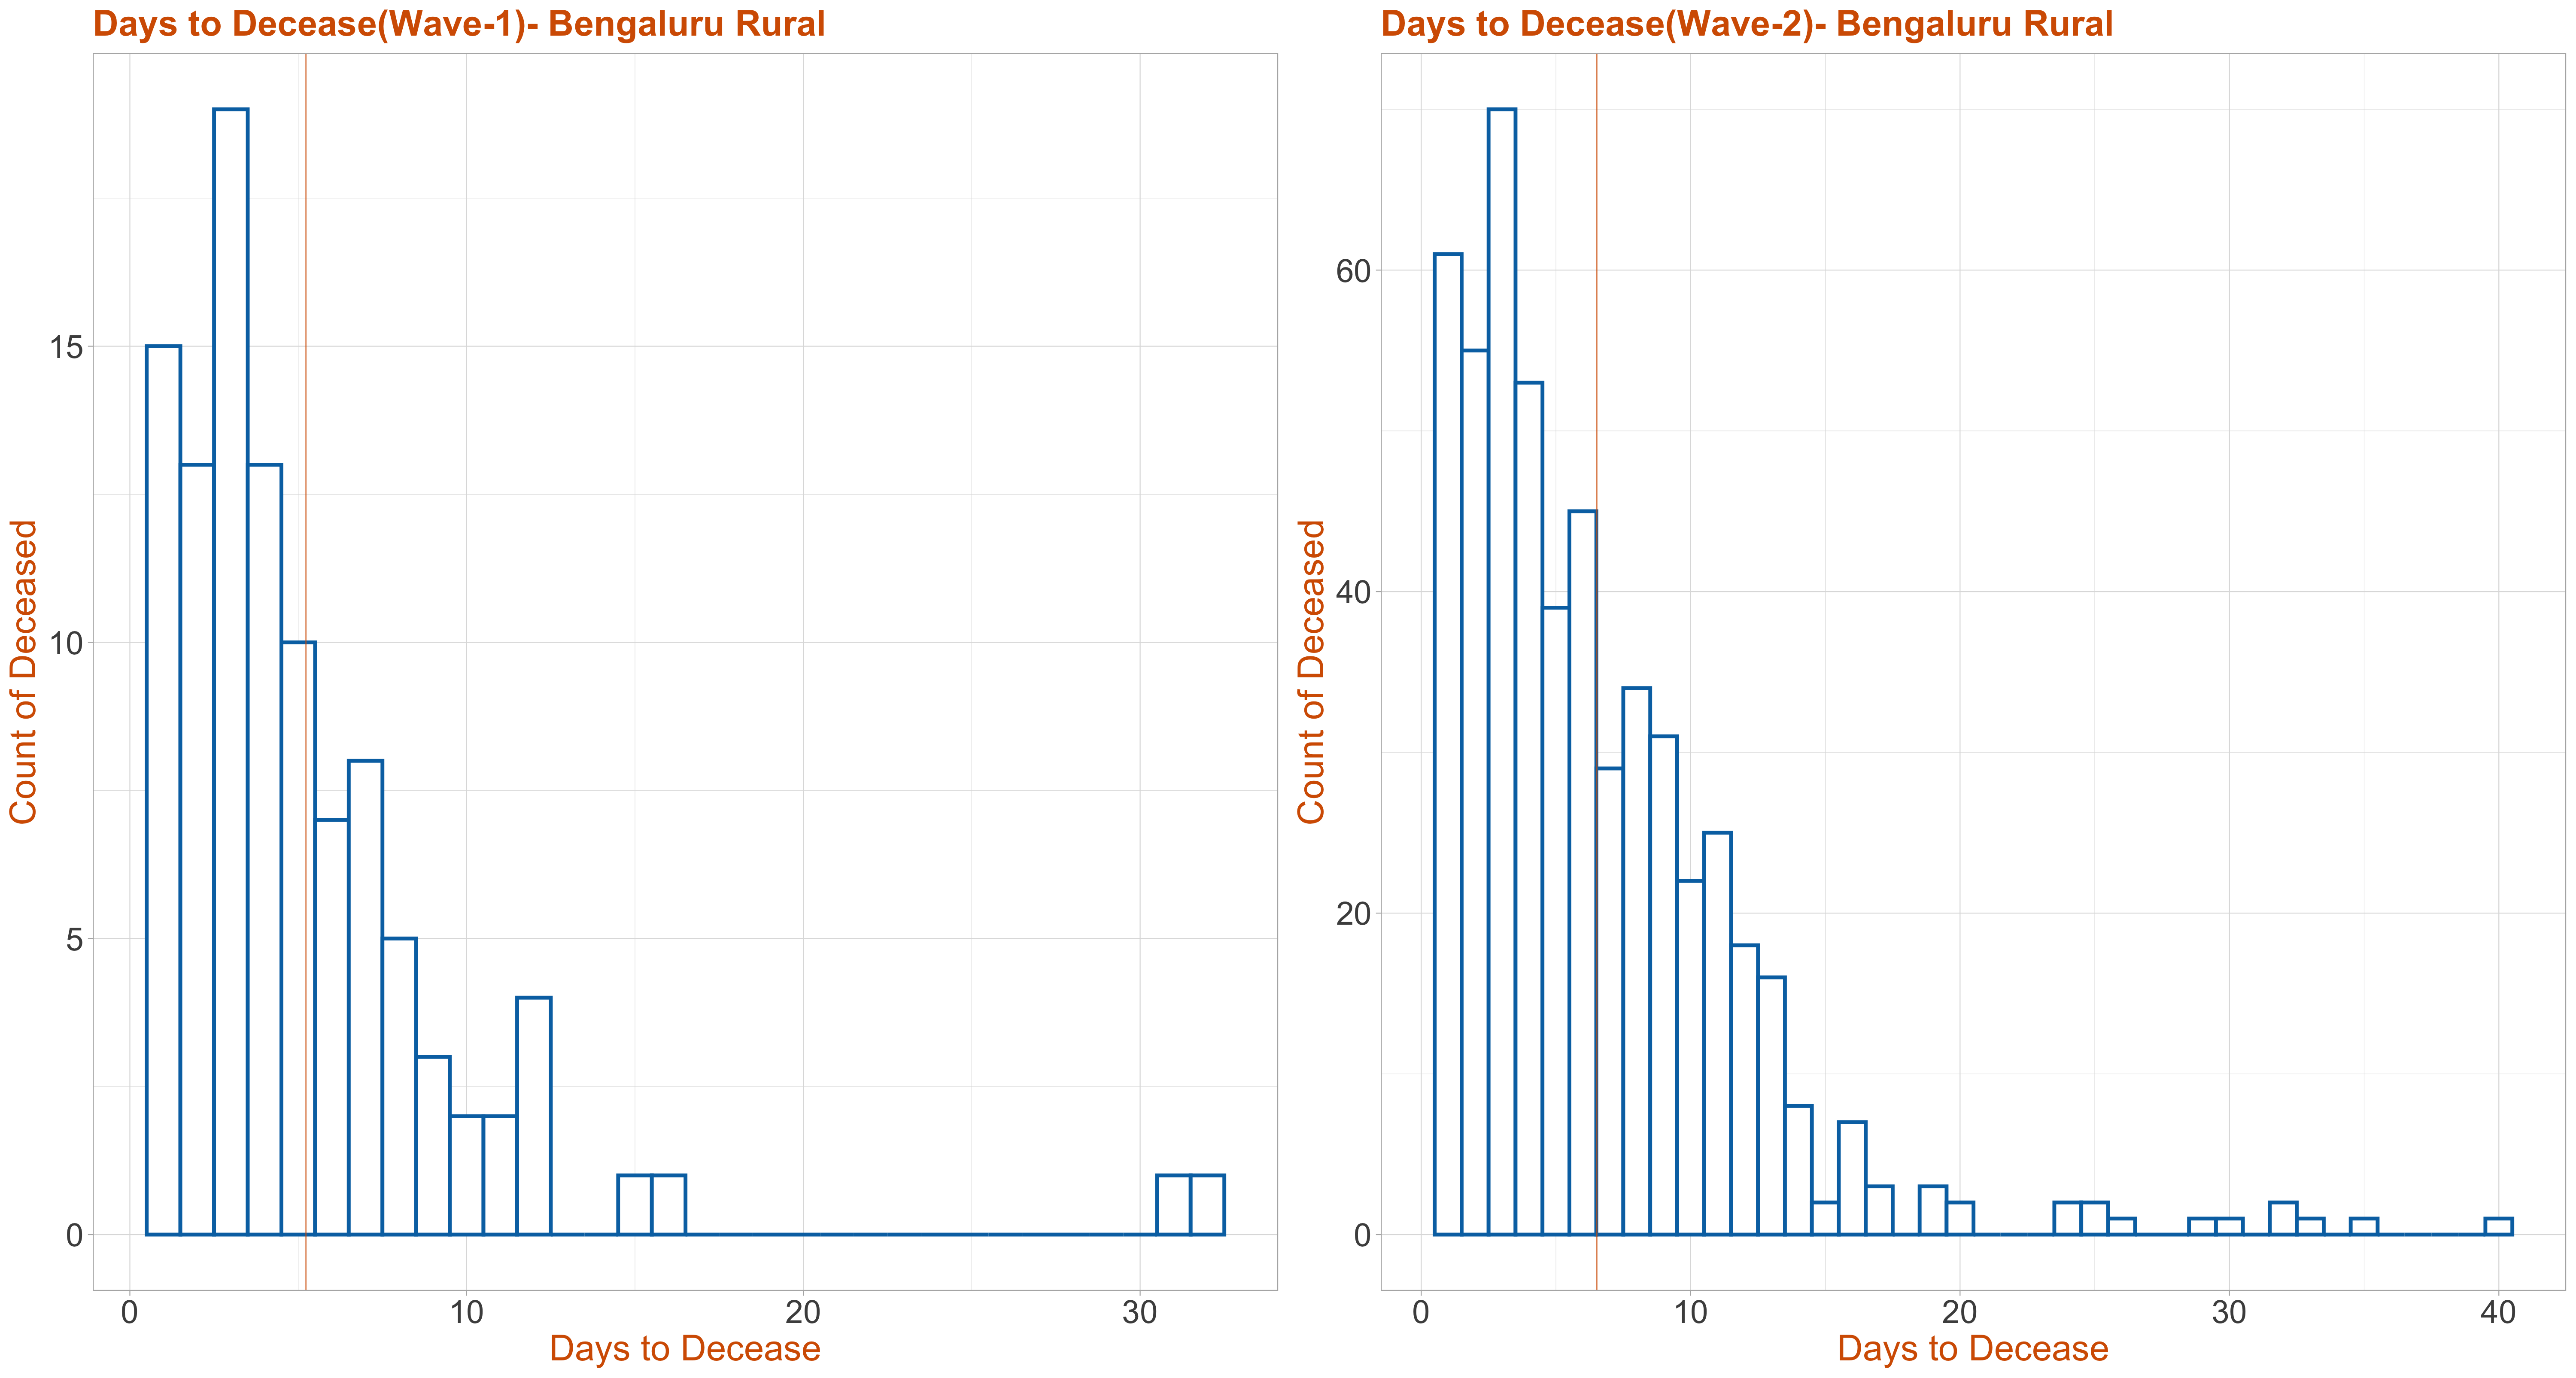 Days to Decease(Wave-1)- Bengaluru Rural
Count of Deceased
15
10
5
0
0 10 20 30
Days to Decease
Days to Decease(Wave-2)- Bengaluru Rural
Count of Deceased
60
40
20
0
0 10 20 30 40
Days to Decease